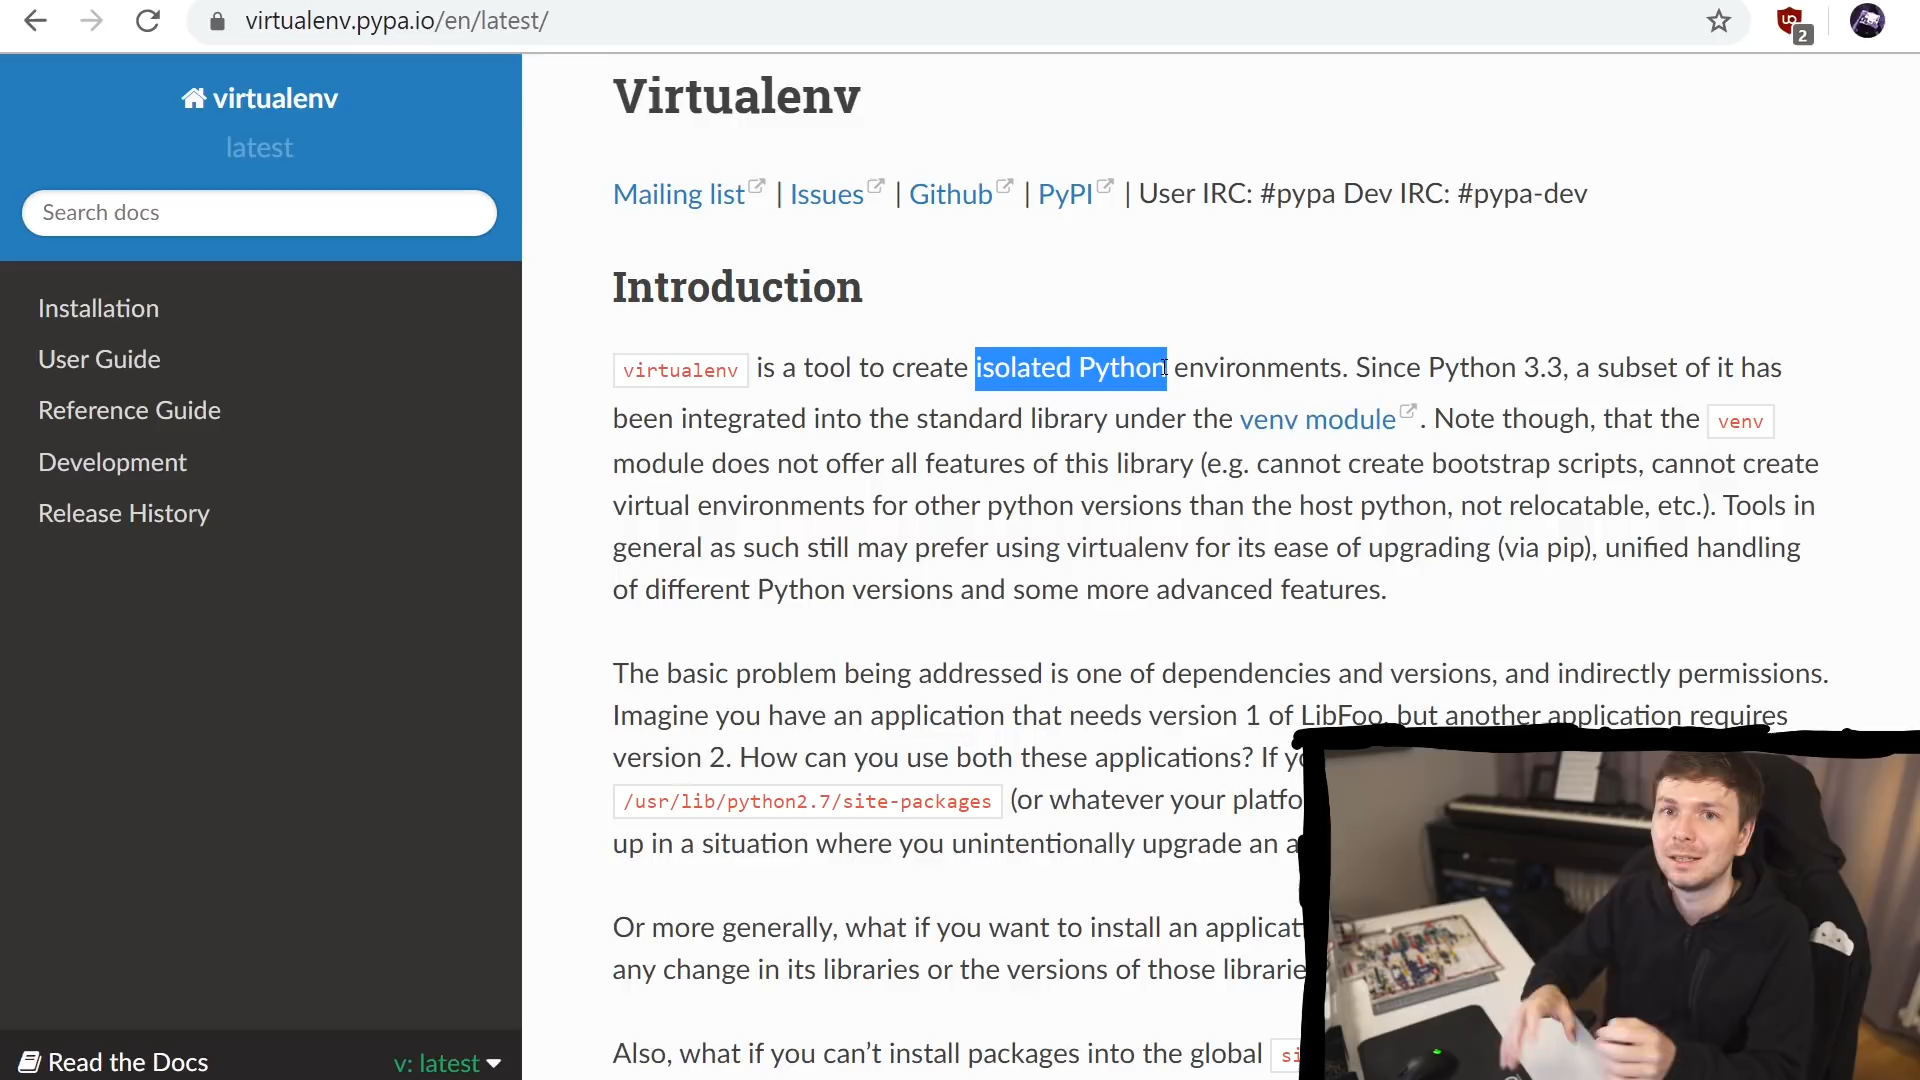 virtualenv.pypa.io/en/latest/
2
virtualenv
latest
Search docs
Installation
User Guide
Reference Guide
Development
Release History
Read the Docs
v: latest
Virtualenv
Mailing list | Issues | Github | PyPI | User IRC: #pypa Dev IRC: #pypa-dev
Introduction
virtualenv is a tool to create isolated Python environments. Since Python 3.3, a subset of it has
been integrated into the standard library under the venv module. Note though, that the venv
module does not offer all features of this library (e.g. cannot create bootstrap scripts, cannot create
virtual environments for other python versions than the host python, not relocatable, etc.). Tools in
general as such still may prefer using virtualenv for its ease of upgrading (via pip), unified handling
of different Python versions and some more advanced features.
The basic problem being addressed is one of dependencies and versions, and indirectly permissions.
Imagine you have an application that needs version 1 of LibFoo, but another application requires
version 2. How can you use both these applications? If
/usr/lib/python2.7/site-packages (or whatever your
up in a situation where you unintentionally upgrade an
Or more generally, what if you want to install an
any change in its libraries or the versions of those
Also, what if you can't install packages into the global